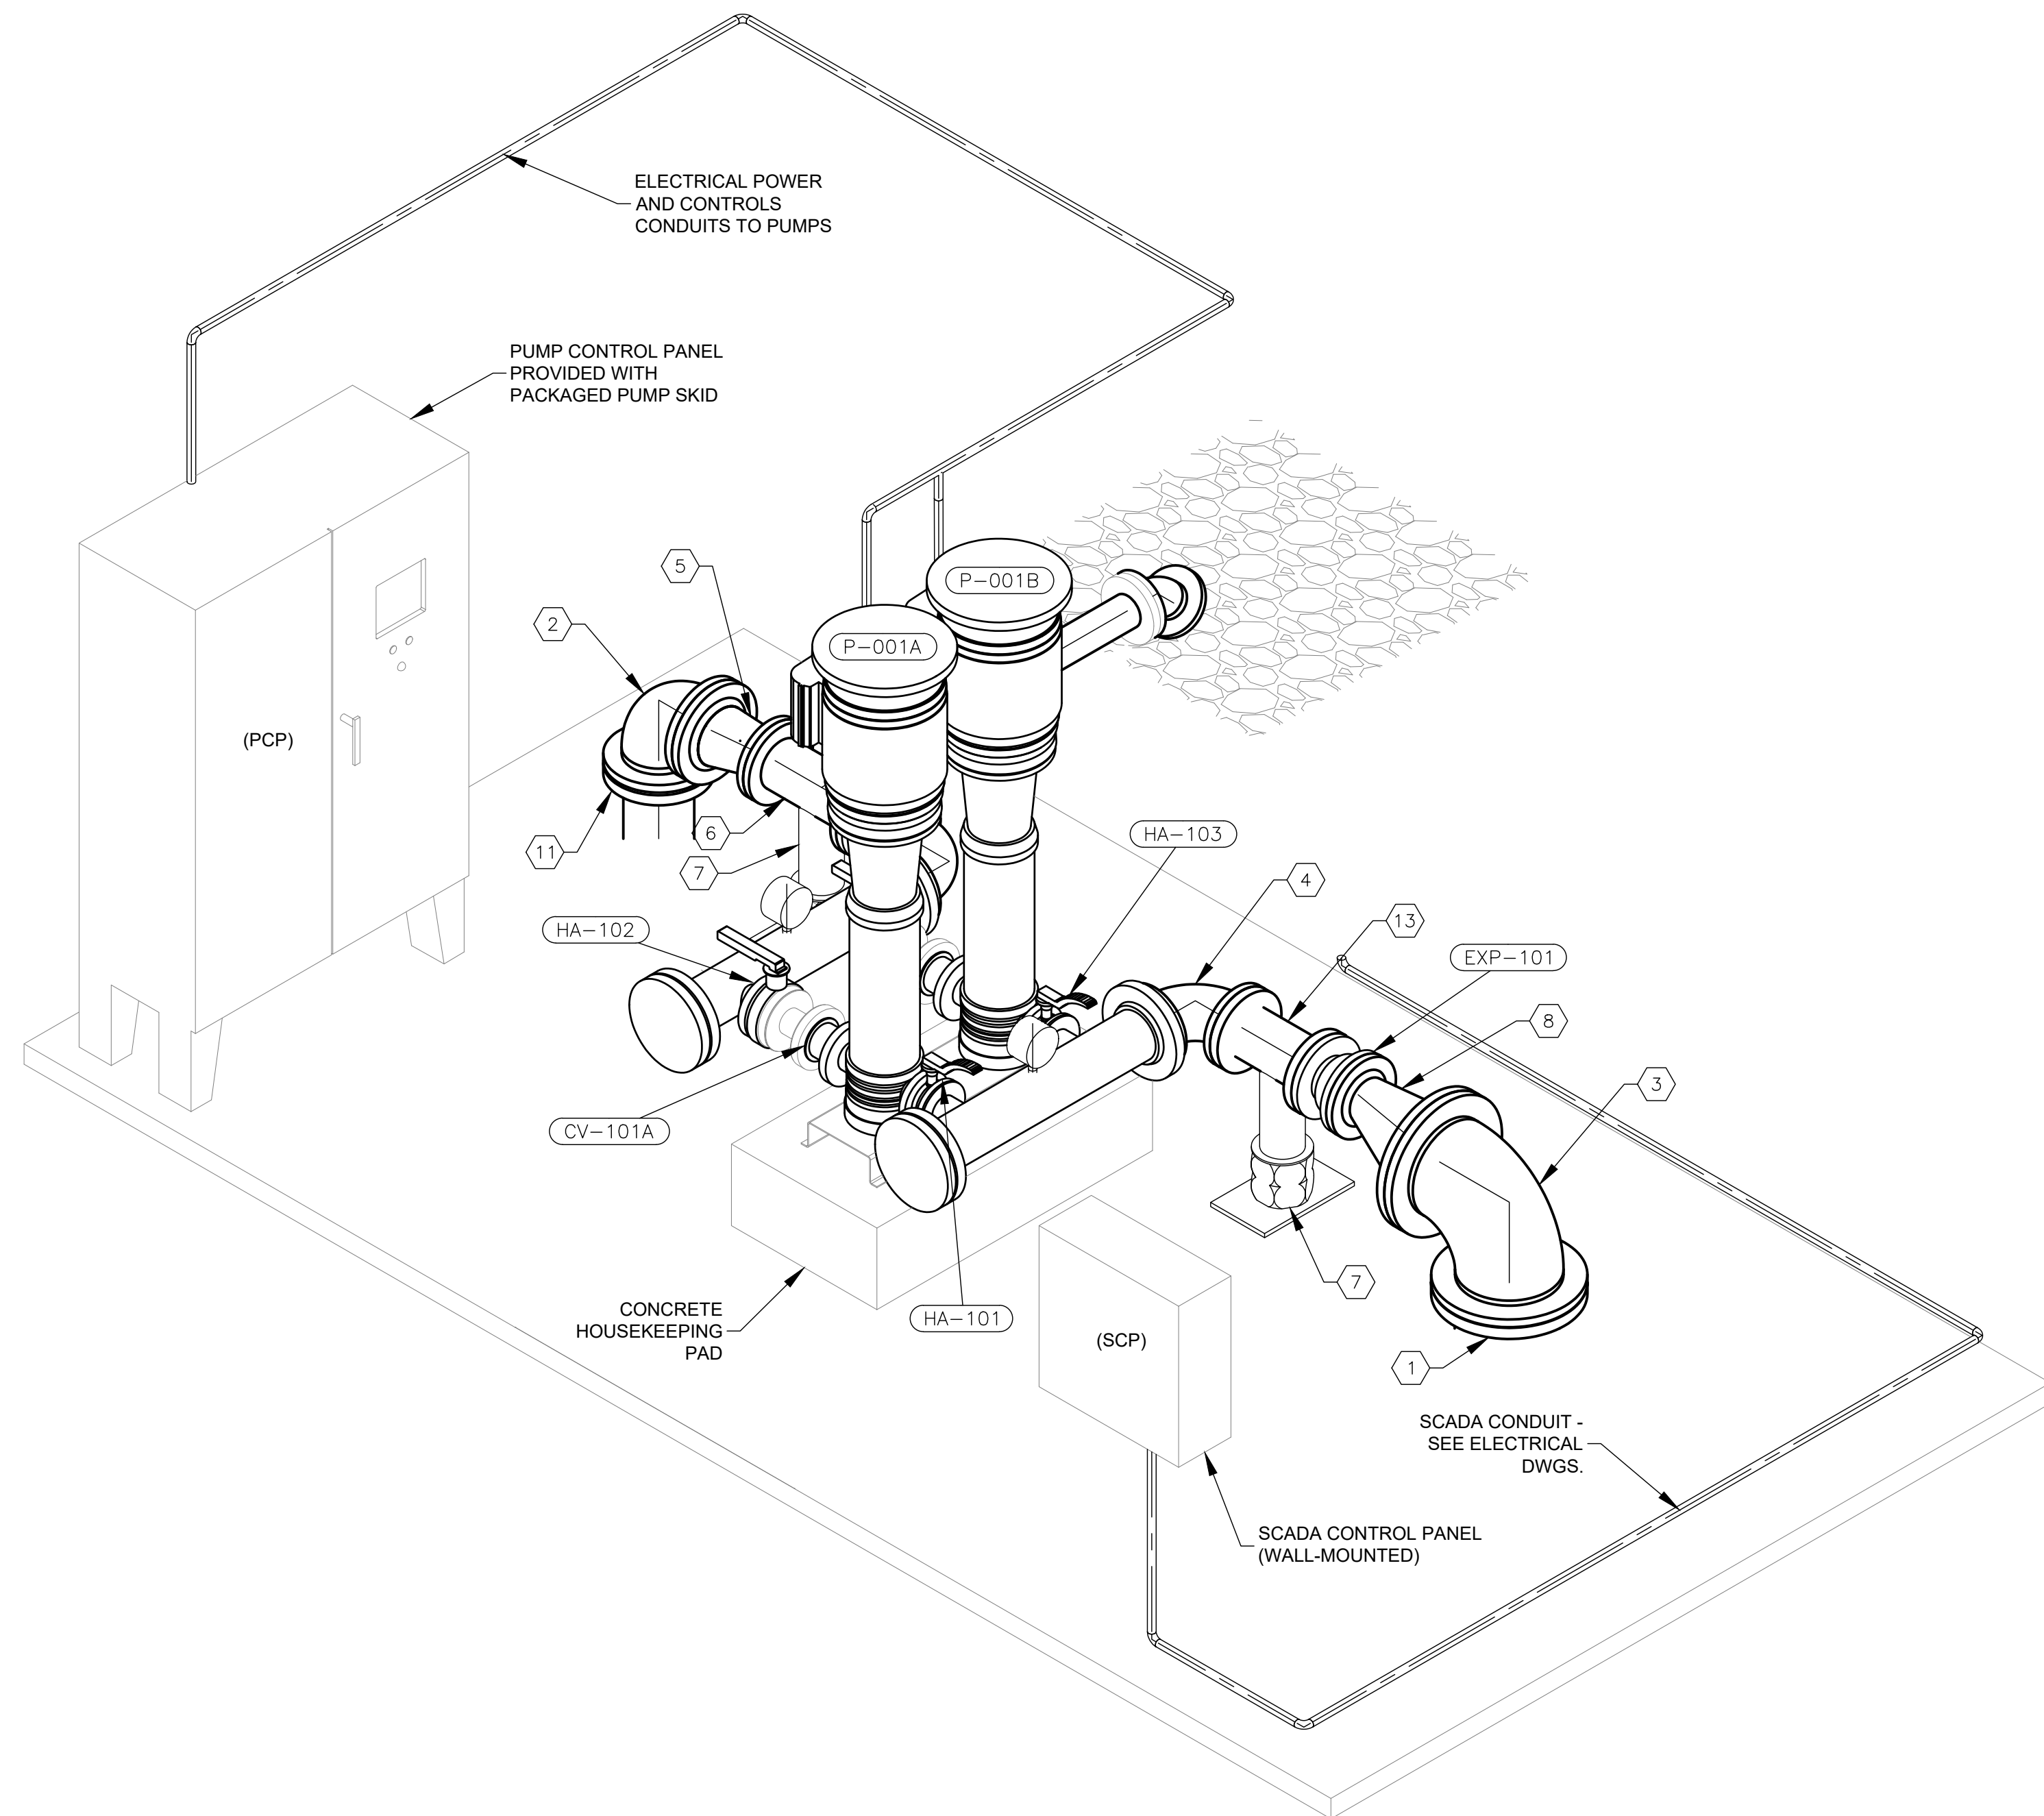 ELECTRICAL POWER
AND CONTROLS
CONDUITS TO PUMPS
PUMP CONTROL PANEL
PROVIDED WITH
PACKAGED PUMP SKID
5
P-001B
2
P-001A
(PCP)
6
HA-103
11
7
4
13
HA-102
EXP-101
8
3
CV-101A
7
CONCRETE
HOUSEKEEPING
PAD
HA-101
(SCP)
1
SCADA CONDUIT -
SEE ELECTRICAL
DWGS.
SCADA CONTROL PANEL
(WALL-MOUNTED)